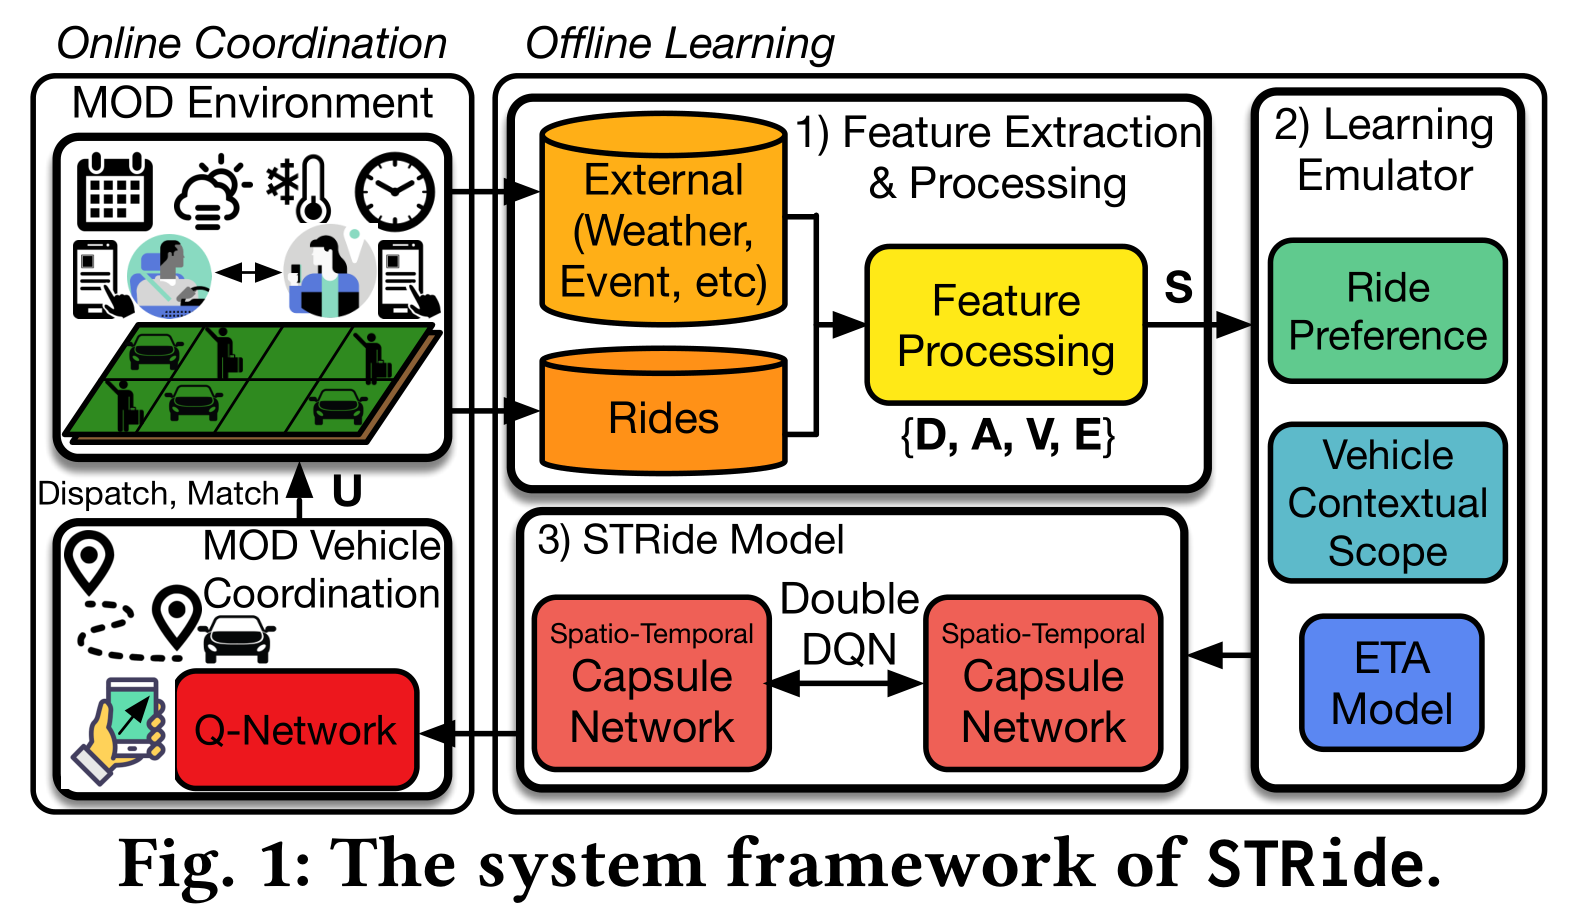 Online Coordination
Offline Learning
MOD Environment
Dispatch, Match
U
MOD Vehicle
Coordination
Q-Network
1) Feature Extraction
& Processing
External
(Weather,
Event, etc)
Rides
Feature
Processing
{D, A, V, E}
S
2) Learning
Emulator
Ride
Preference
Vehicle
Contextual
Scope
ETA
Model
3) STRide Model
Spatio-Temporal
Capsule
Network
Double
DQN
Spatio-Temporal
Capsule
Network
Fig. 1: The system framework of STRide.